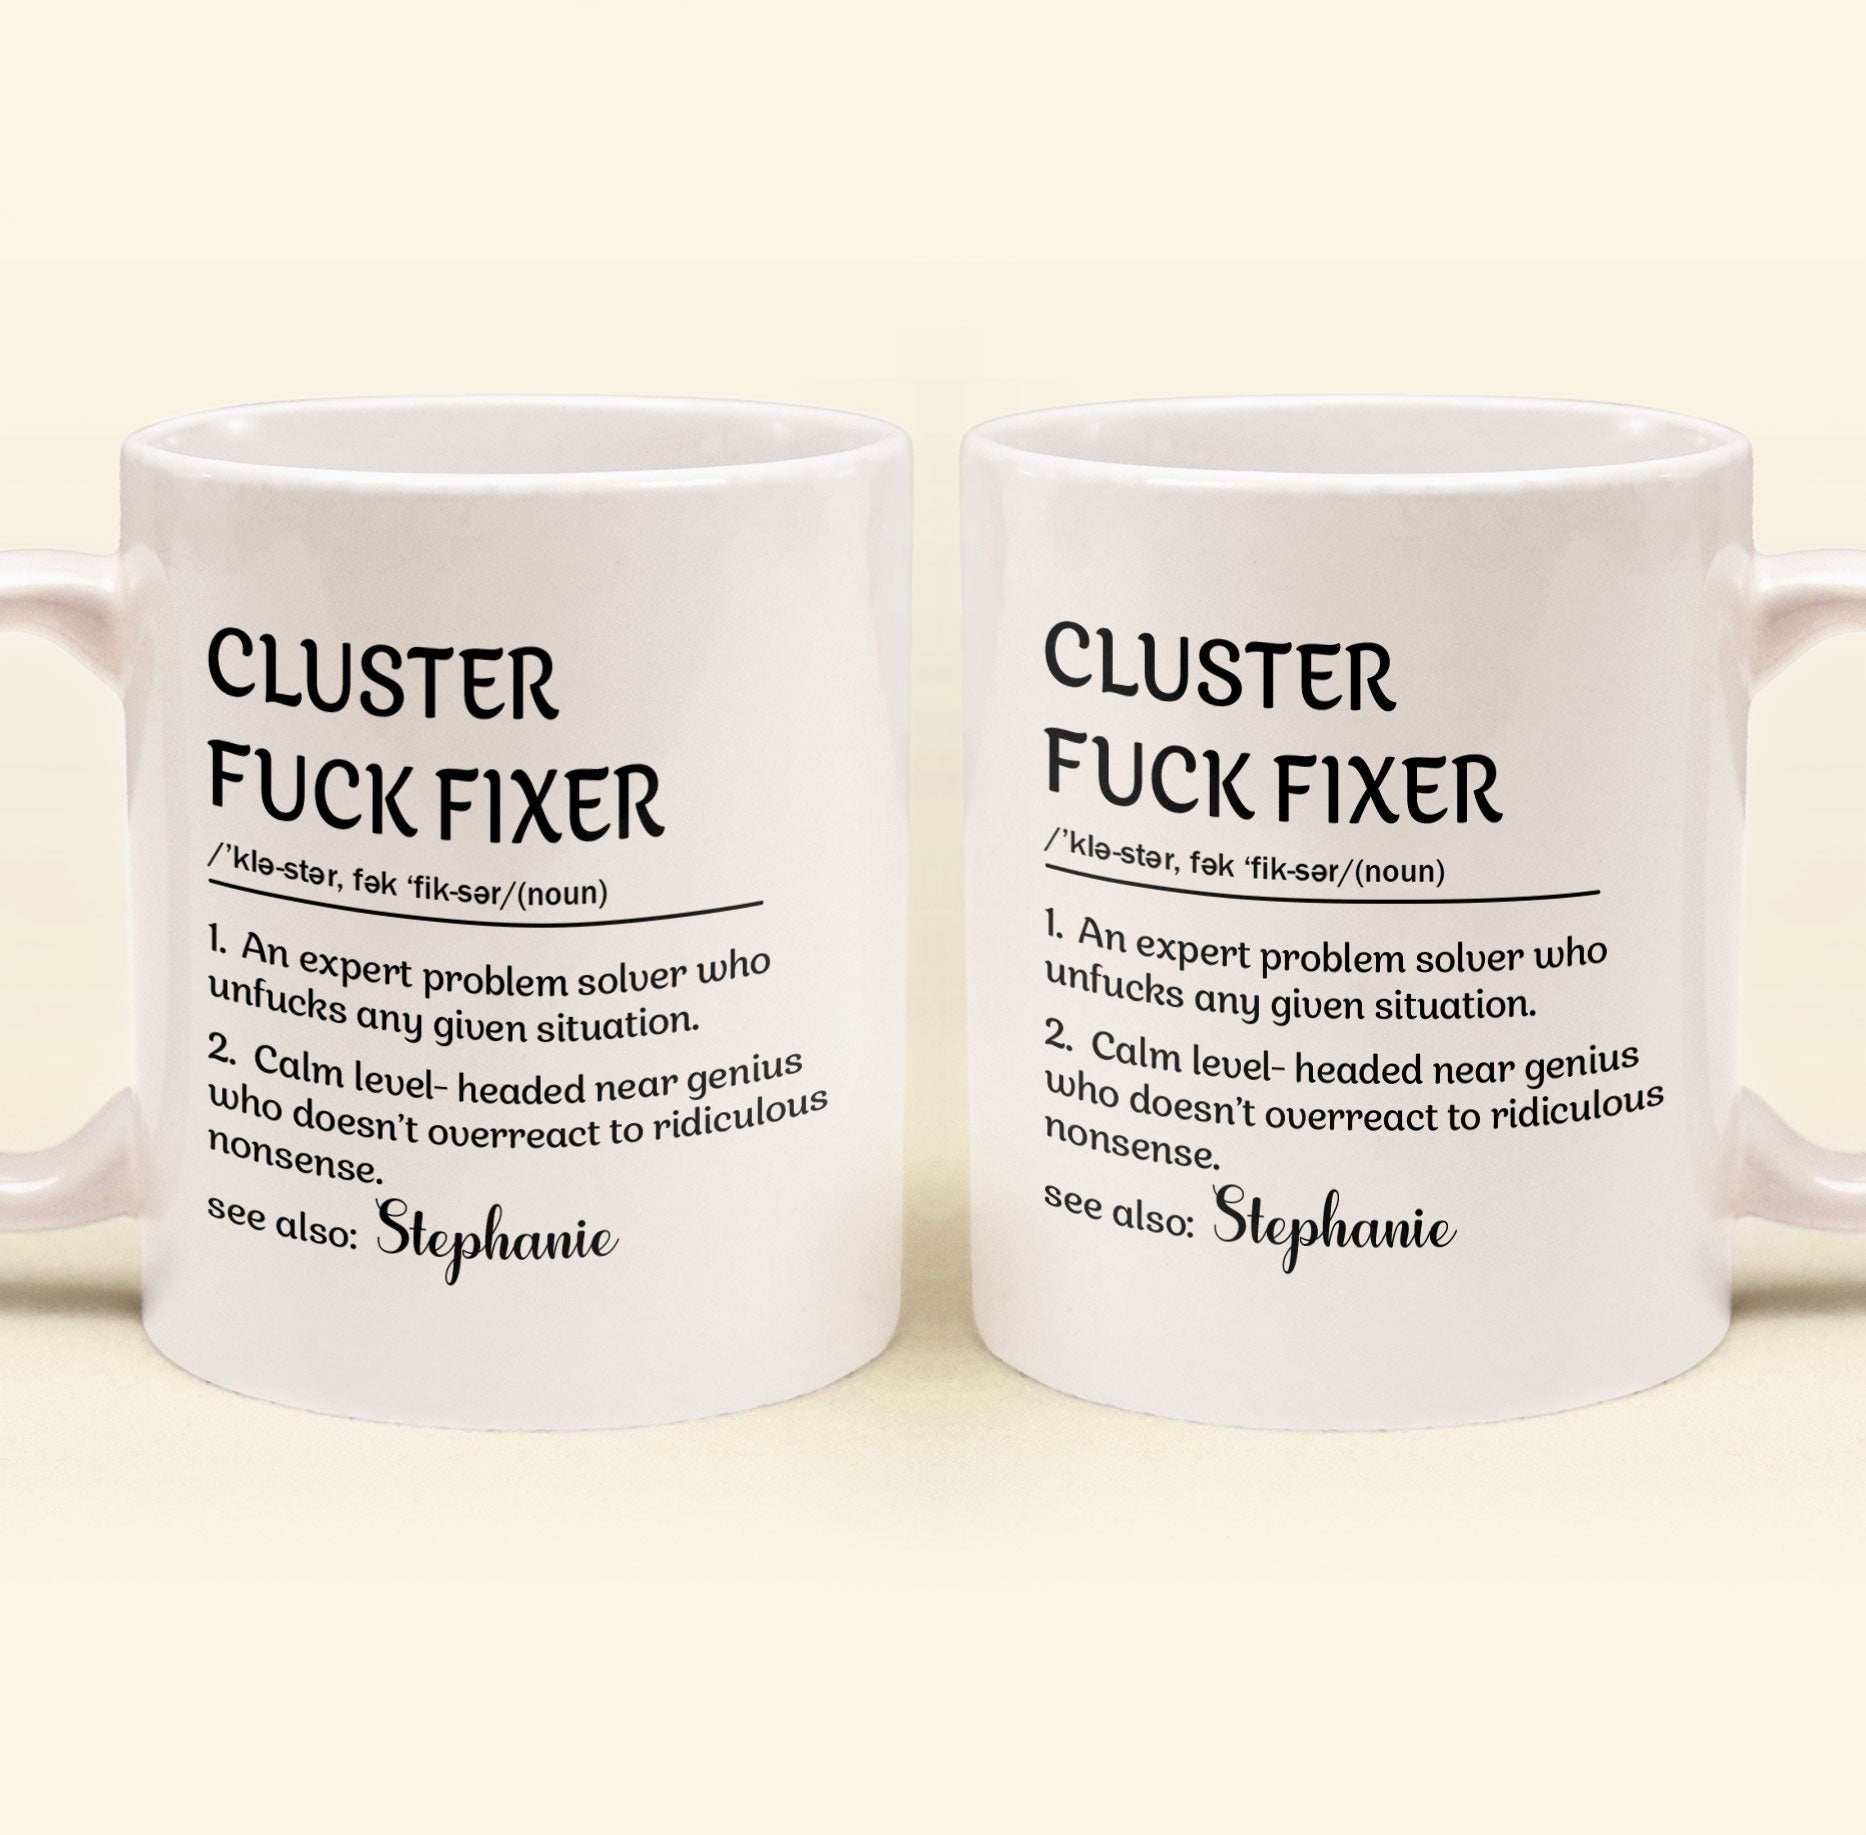 CLUSTER
FUCK FIXER
/’klə-stər, fək ‘fik-sər/(noun)
1. An expert problem solver who
unfucks any given situation.
2. Calm level- headed near genius
who doesn’t overreact to ridiculous
nonsense.
see also: Stephanie
CLUSTER
FUCK FIXER
/’klə-stər, fək ‘fik-sər/(noun)
1. An expert problem solver who
unfucks any given situation.
2. Calm level- headed near genius
who doesn’t overreact to ridiculous
nonsense.
see also: Stephanie